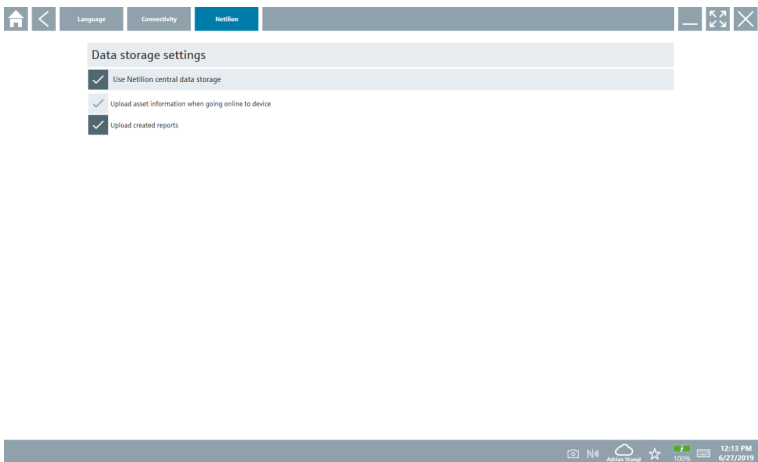 Language Connectivity Netilion
Data storage settings
Use Netilion central data storage
Upload asset information when going online to device
Upload created reports
Adrian Stangl 100% 12:13 PM
6/27/2019